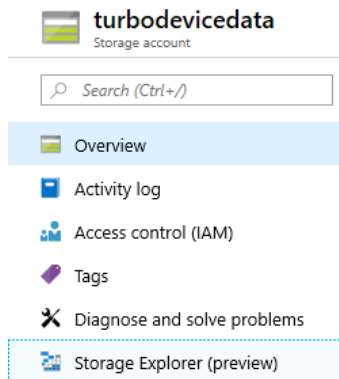 turbodevicedata
Storage account
Search (Ctrl+/)
Overview
Activity log
Access control (IAM)
Tags
Diagnose and solve problems
Storage Explorer (preview)